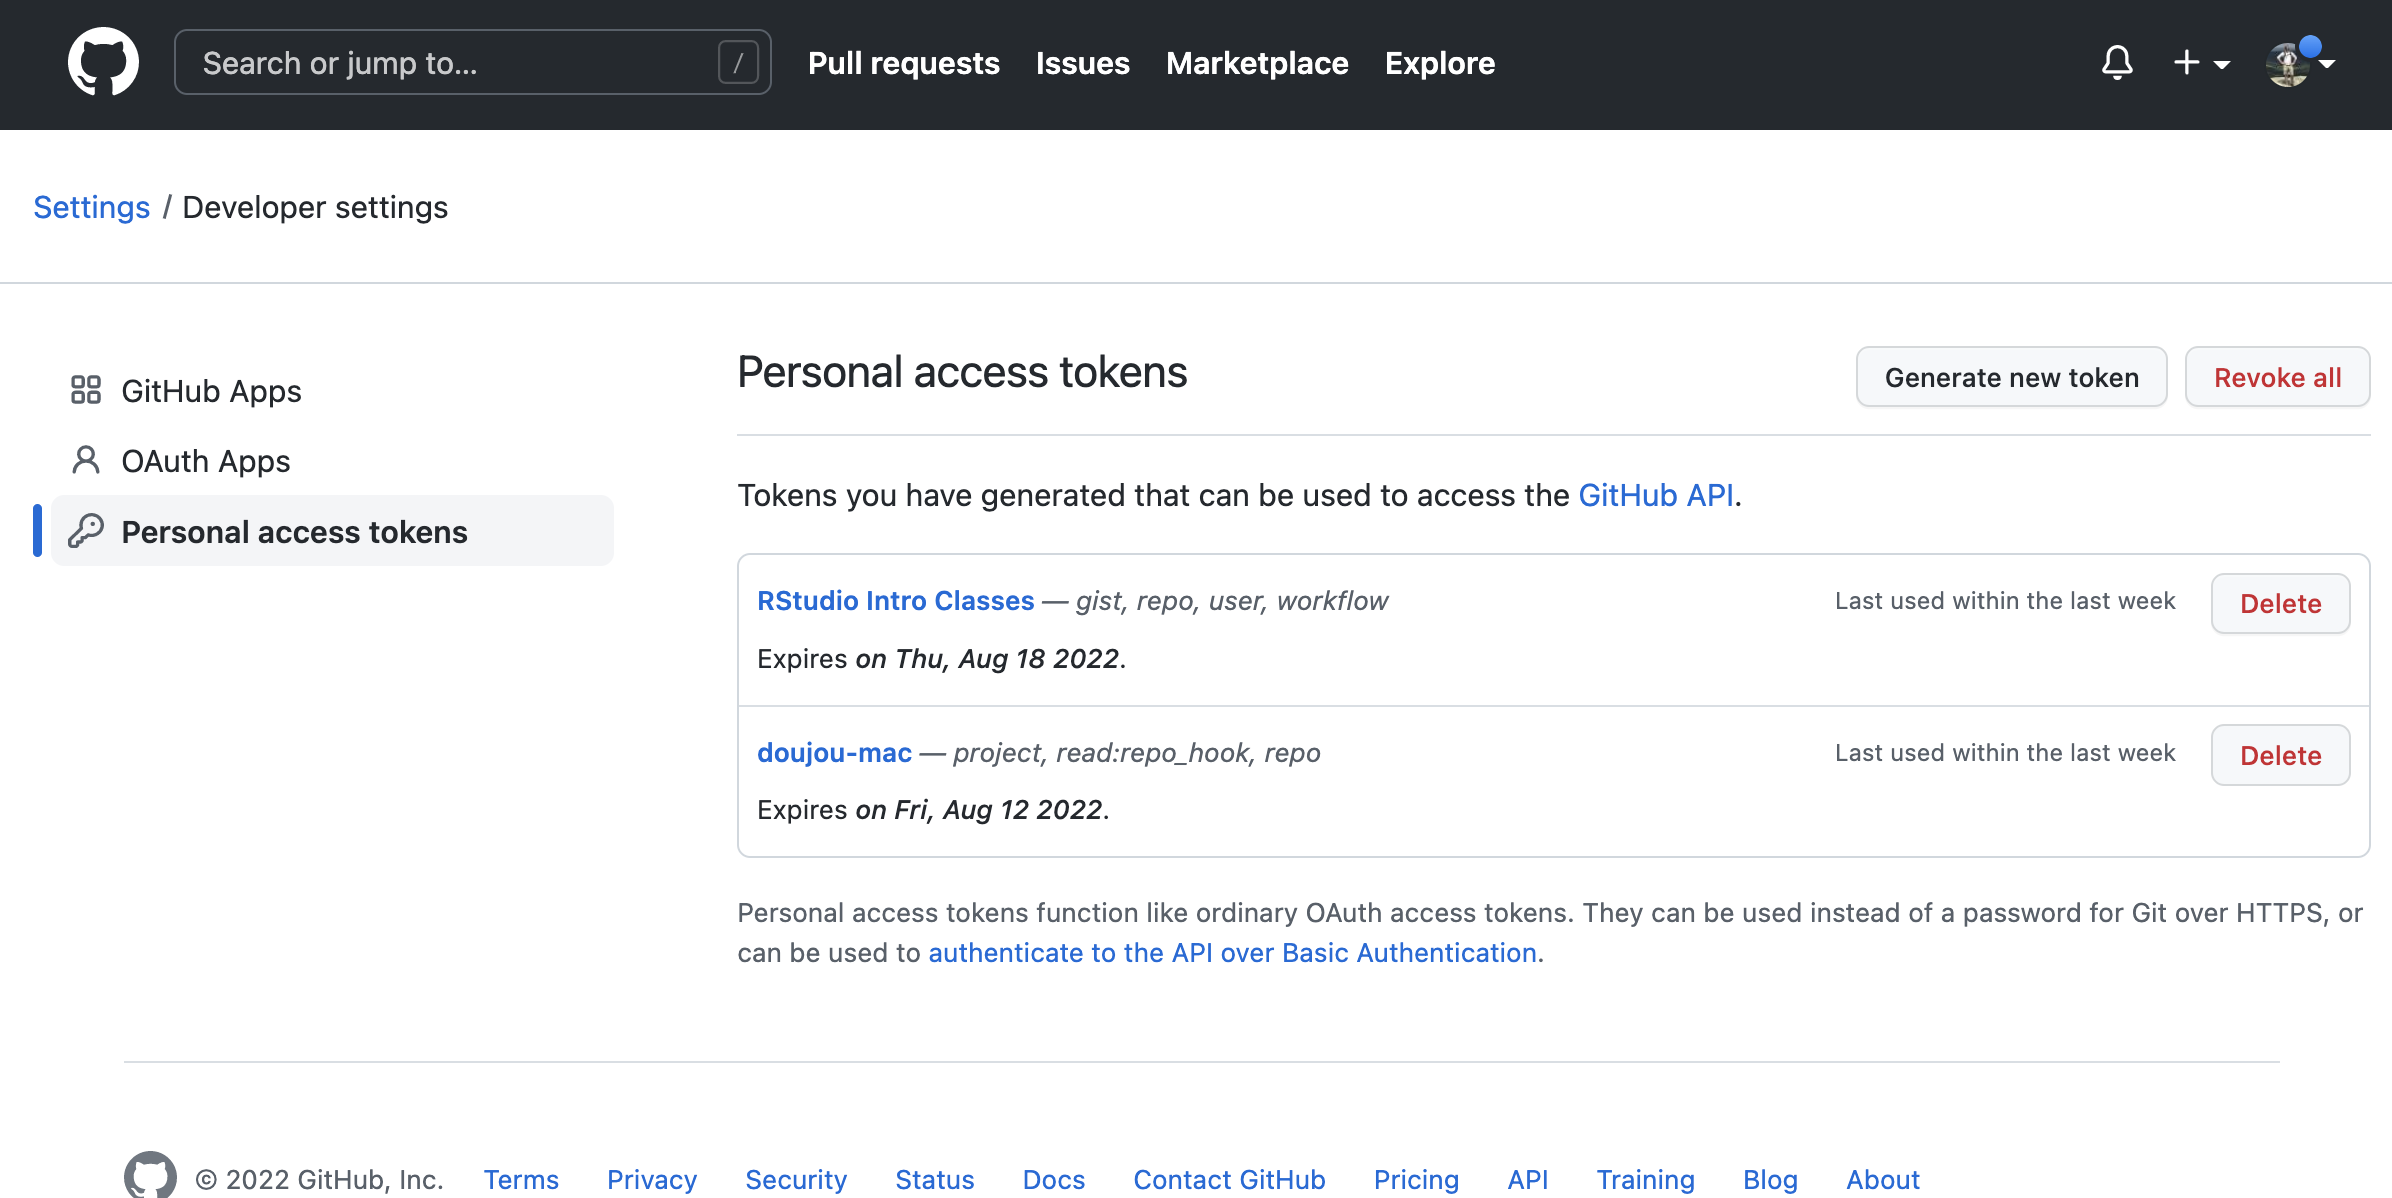 Search or jump to... /
Pull requests Issues Marketplace Explore
Settings / Developer settings
GitHub Apps
OAuth Apps
Personal access tokens
Personal access tokens
Generate new token
Revoke all
Tokens you have generated that can be used to access the GitHub API.
RStudio Intro Classes — gist, repo, user, workflow
Last used within the last week
Delete
Expires on Thu, Aug 18 2022.
doujou-mac — project, read:repo_hook, repo
Last used within the last week
Delete
Expires on Fri, Aug 12 2022.
Personal access tokens function like ordinary OAuth access tokens. They can be used instead of a password for Git over HTTPS, or
can be used to authenticate to the API over Basic Authentication.
© 2022 GitHub, Inc. Terms Privacy Security Status Docs Contact GitHub Pricing API Training Blog About